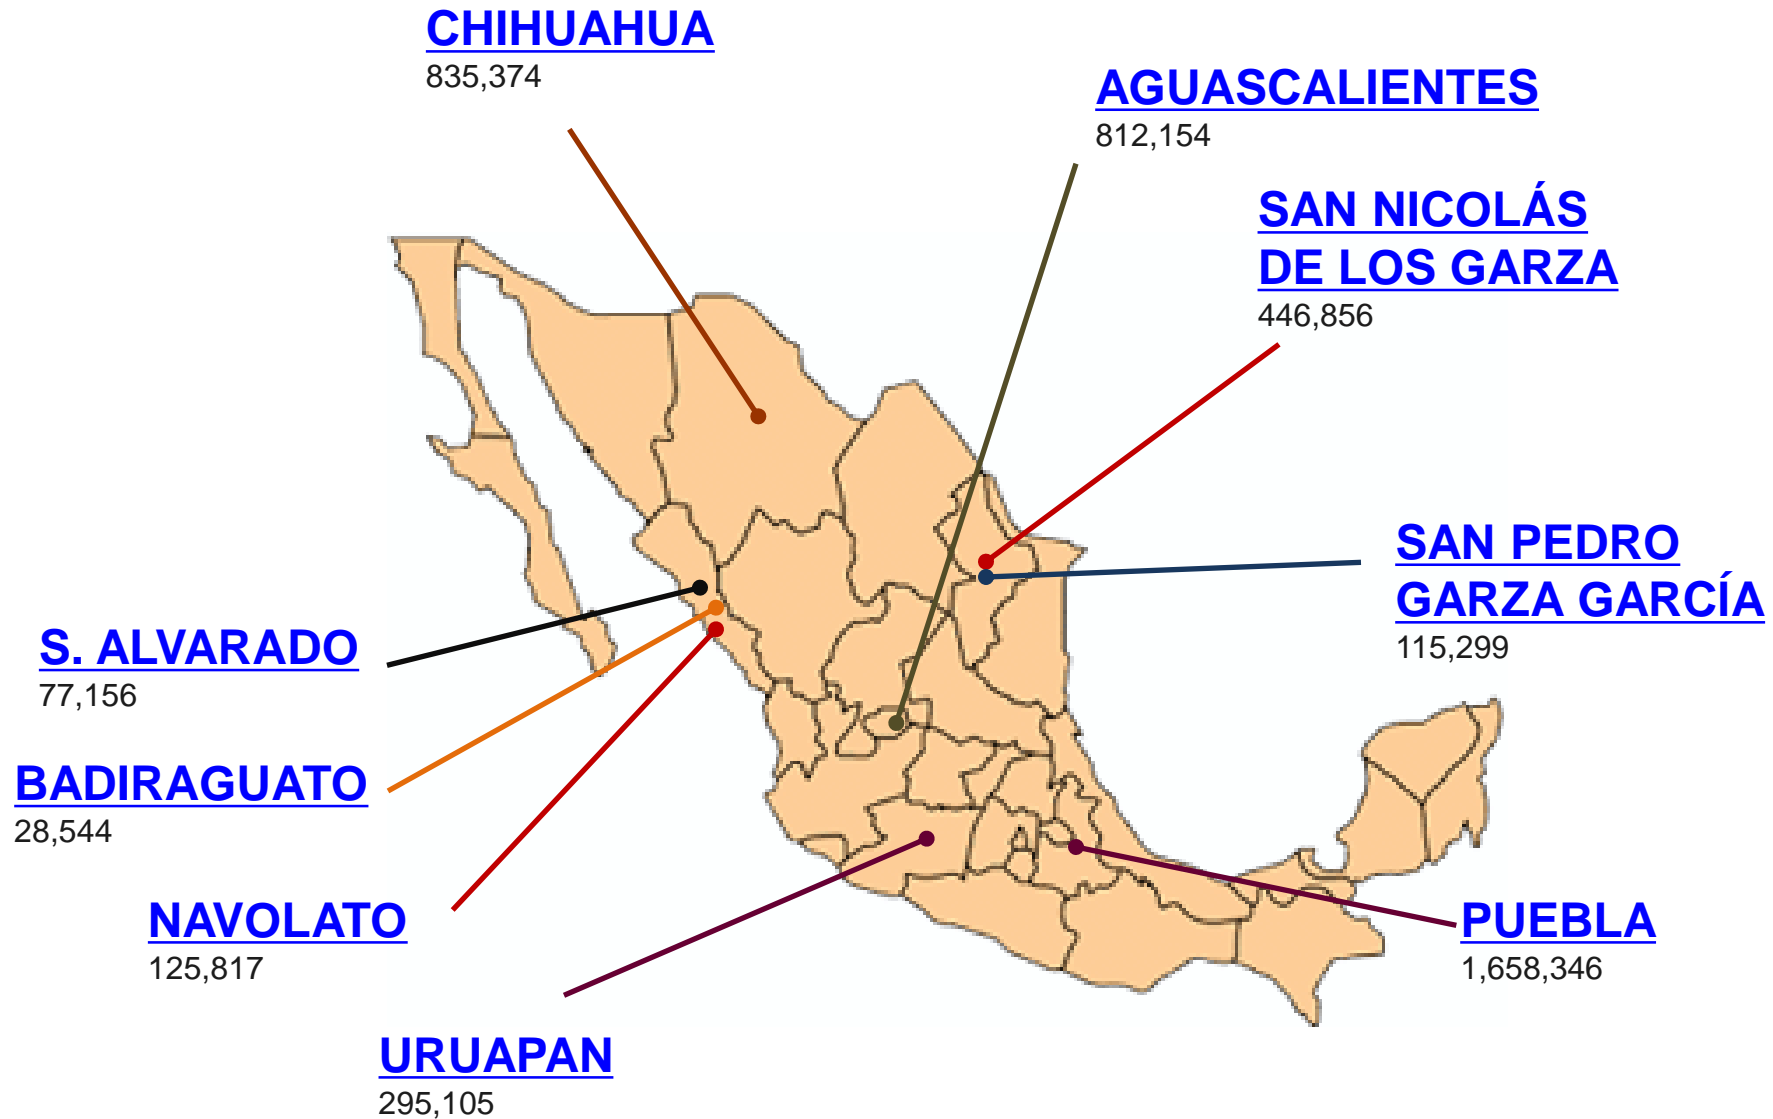 CHIHUAHUA
835,374
AGUASCALIENTES
812,154
SAN NICOLÁS
DE LOS GARZA
446,856
SAN PEDRO
GARZA GARCÍA
115,299
S. ALVARADO
77,156
BADIRAGUATO
28,544
NAVOLATO
125,817
PUEBLA
1,658,346
URUAPAN
295,105